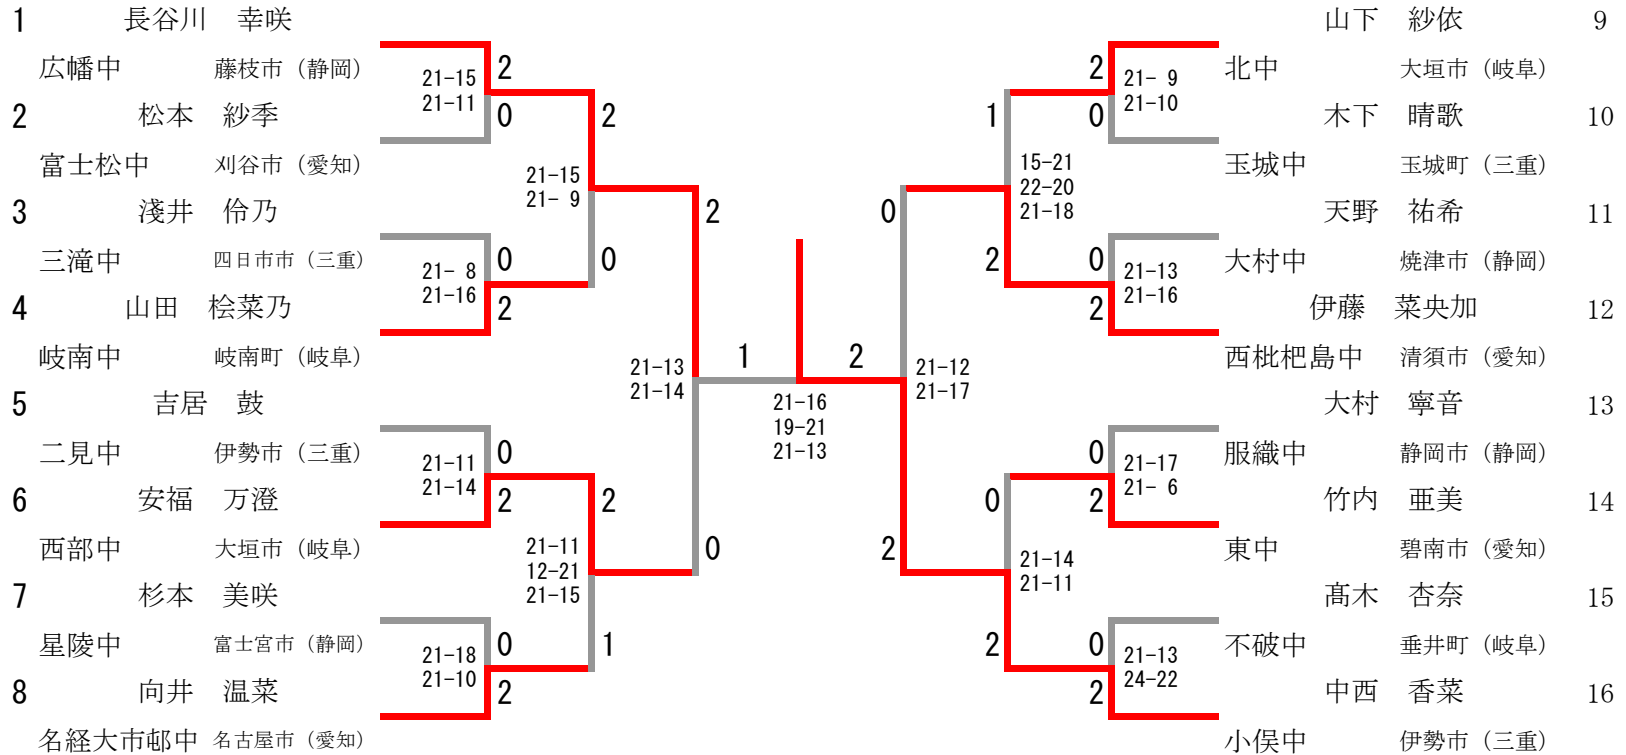 1 長谷川 幸咲
広幡中 藤枝市（静岡）
2 松本 紗季
富士松中 刈谷市（愛知）
3 淺井 伶乃
三滝中 四日市市（三重）
4 山田 桧菜乃
岐南中 岐南町（岐阜）
5 吉居 鼓
二見中 伊勢市（三重）
6 安福 万澄
西部中 大垣市（岐阜）
7 杉本 美咲
星陵中 富士宮市（静岡）
8 向井 温菜
名経大市邨中 名古屋市（愛知）
21-15
21-11
2
0
21- 8
21-16
0
2
21-11
21-14
0
2
21-18
21-10
0
2
21-15
21- 9
2
0
21-11
12-21
21-15
2
1
21-13
21-14
2
0
1
2
21-16
19-21
21-13
21-12
21-17
0
2
15-21
22-20
21-18
1
2
21-14
21-11
0
2
21- 9
21-10
2
0
21-13
21-16
0
2
21-17
21- 6
0
2
21-13
24-22
0
2
山下 紗依 9
北中 大垣市（岐阜）
木下 晴歌 10
玉城中 玉城町（三重）
天野 祐希 11
大村中 焼津市（静岡）
伊藤 菜央加 12
西枇杷島中 清須市（愛知）
大村 寧音 13
服織中 静岡市（静岡）
竹内 亜美 14
東中 碧南市（愛知）
髙木 杏奈 15
不破中 垂井町（岐阜）
中西 香菜 16
小俣中 伊勢市（三重）